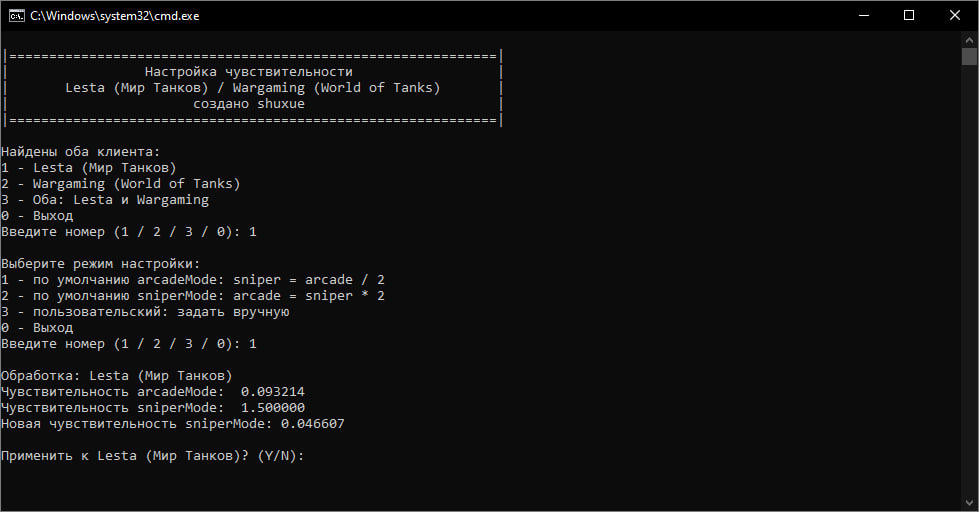 C:\Windows\system32\cmd.exe
|=============================================================|
| Настройка чувствительности |
| Lesta (Мир Танков) / Wargaming (World of Tanks) |
| создано shuxue |
|=============================================================|
Найдены оба клиента:
1 - Lesta (Мир Танков)
2 - Wargaming (World of Tanks)
3 - Оба: Lesta и Wargaming
0 - Выход
Введите номер (1 / 2 / 3 / 0): 1
Выберите режим настройки:
1 - по умолчанию arcadeMode: sniper = arcade / 2
2 - по умолчанию sniperMode: arcade = sniper * 2
3 - пользовательский: задать вручную
0 - Выход
Введите номер (1 / 2 / 3 / 0): 1
Обработка: Lesta (Мир Танков)
Чувствительность arcadeMode:  0.093214
Чувствительность sniperMode:  1.500000
Новая чувствительность sniperMode: 0.046607
Применить к Lesta (Мир Танков)? (Y/N):